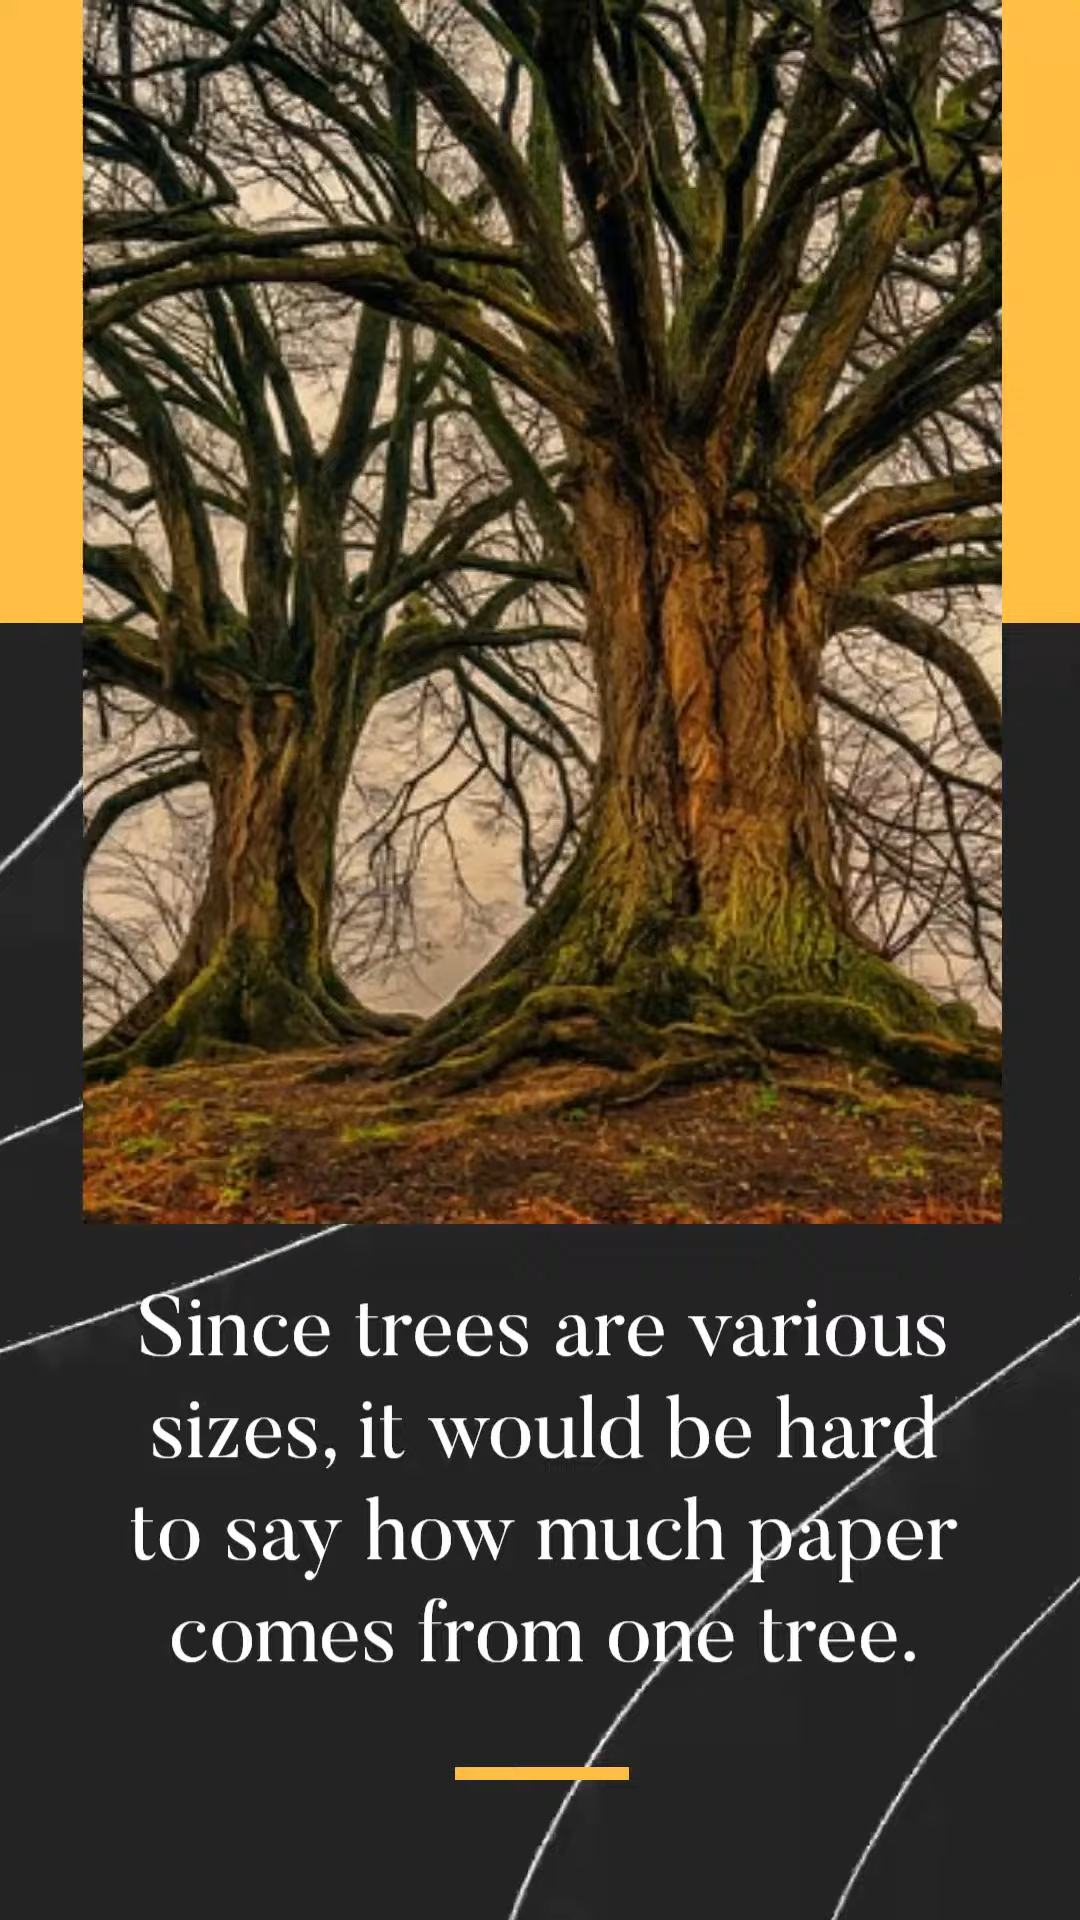 Since trees are various
sizes, it would be hard
to say how much paper
comes from one tree.